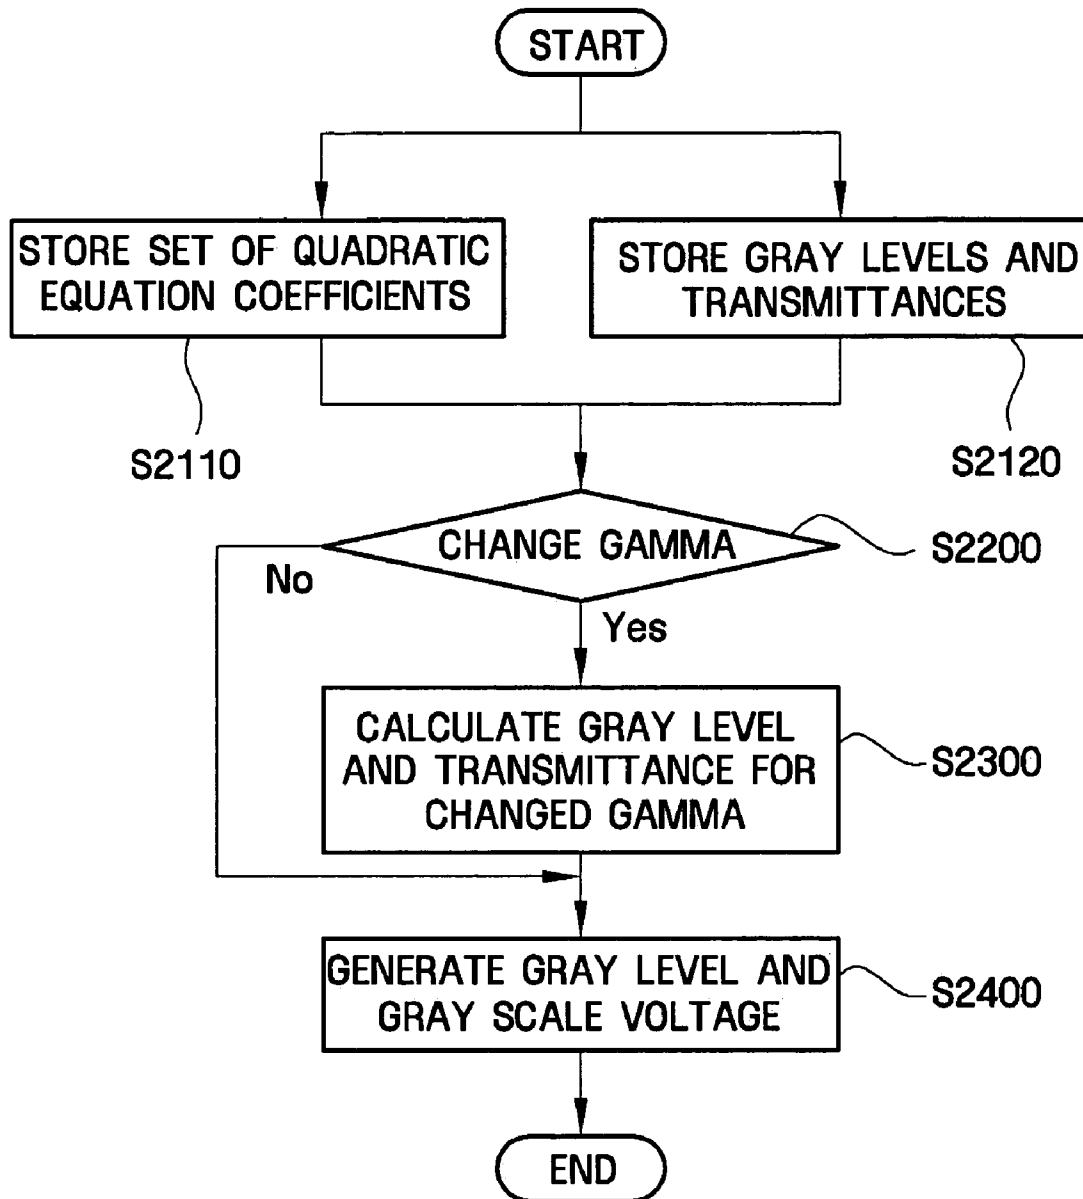 START
STORE SET OF QUADRATIC
EQUATION COEFFICIENTS
STORE GRAY LEVELS AND
TRANSMITTANCES
S2110
S2120
CHANGE GAMMA
S2200
No
Yes
CALCULATE GRAY LEVEL
AND TRANSMITTANCE FOR
CHANGED GAMMA
S2300
GENERATE GRAY LEVEL AND
GRAY SCALE VOLTAGE
S2400
END